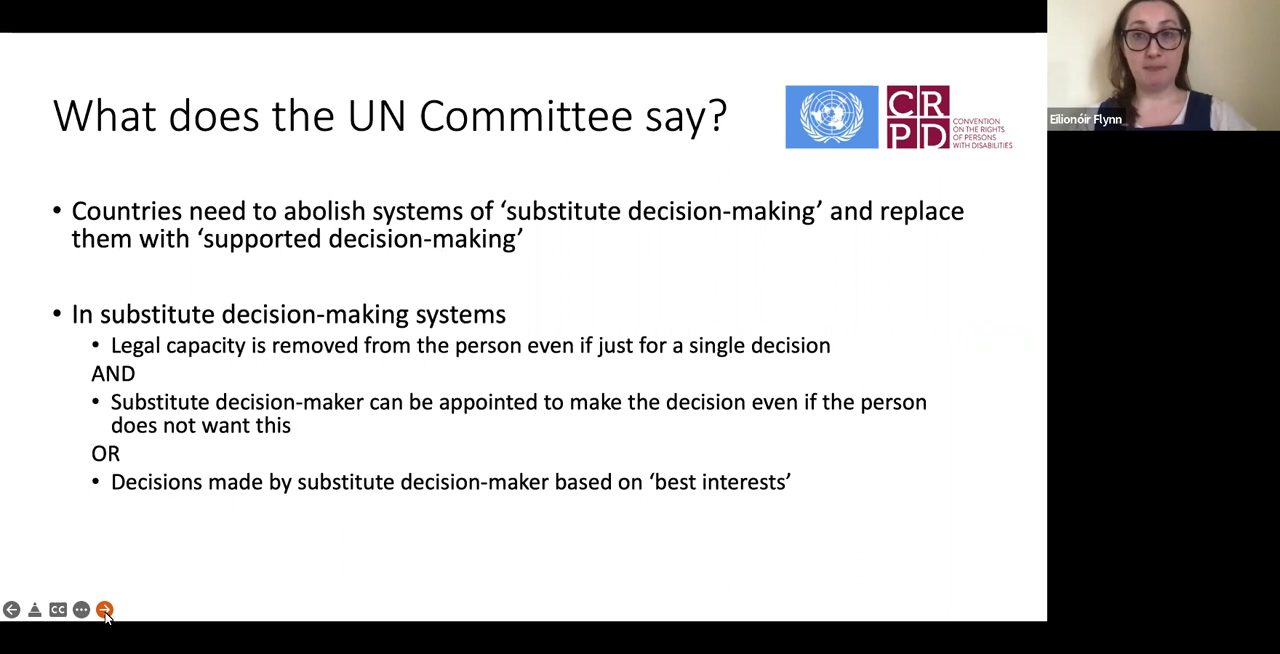 What does the UN Committee say?
CR
PD
CONVENTION
ON THE RIGHTS
OF PERSONS
WITH DISABILITIES
Eilionóir Flynn
• Countries need to abolish systems of ‘substitute decision-making’ and replace
them with ‘supported decision-making’
• In substitute decision-making systems
• Legal capacity is removed from the person even if just for a single decision
AND
• Substitute decision-maker can be appointed to make the decision even if the person
does not want this
OR
• Decisions made by substitute decision-maker based on ‘best interests’
CC